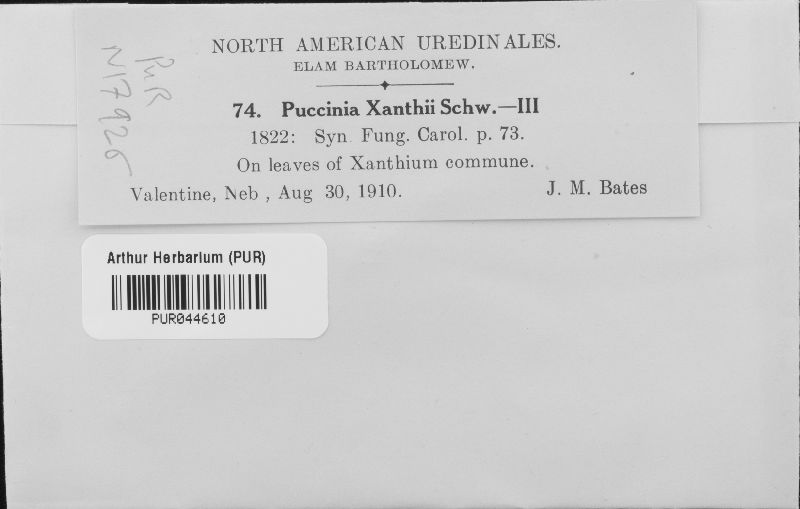 NORTH AMERICAN UREDINALES.
ELAM BARTHOLOMEW.
74. Puccinia Xanthii Schw.—III
1822: Syn Fung. Carol. p. 73.
On leaves of Xanthium commune.
Valentine, Neb , Aug 30, 1910. J. M. Bates
PUR
N17926
Arthur Herbarium (PUR)
PUR044610